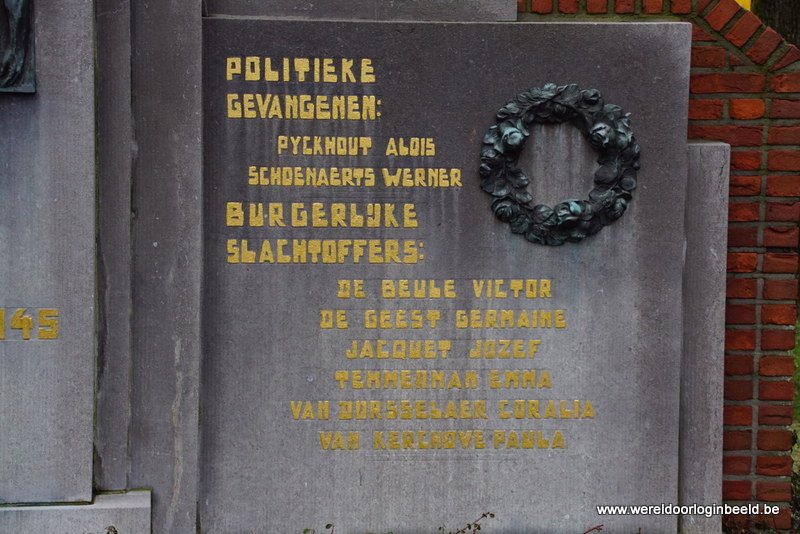 POLITIEKE
GEVANGENEN:
PYCKHOUT ALOIS
SCHOENAERTS WERNER
BURGERLIJKE
SLACHTOFFERS:
DE BEULE VICTOR
DE GEEST GERMAINE
JACQUET JOZEF
TEMMERMAN EMMA
VAN DORSSELAER CORALIA
VAN KERCHOVE PAULA
145
www.wereldoorloginbeeld.be